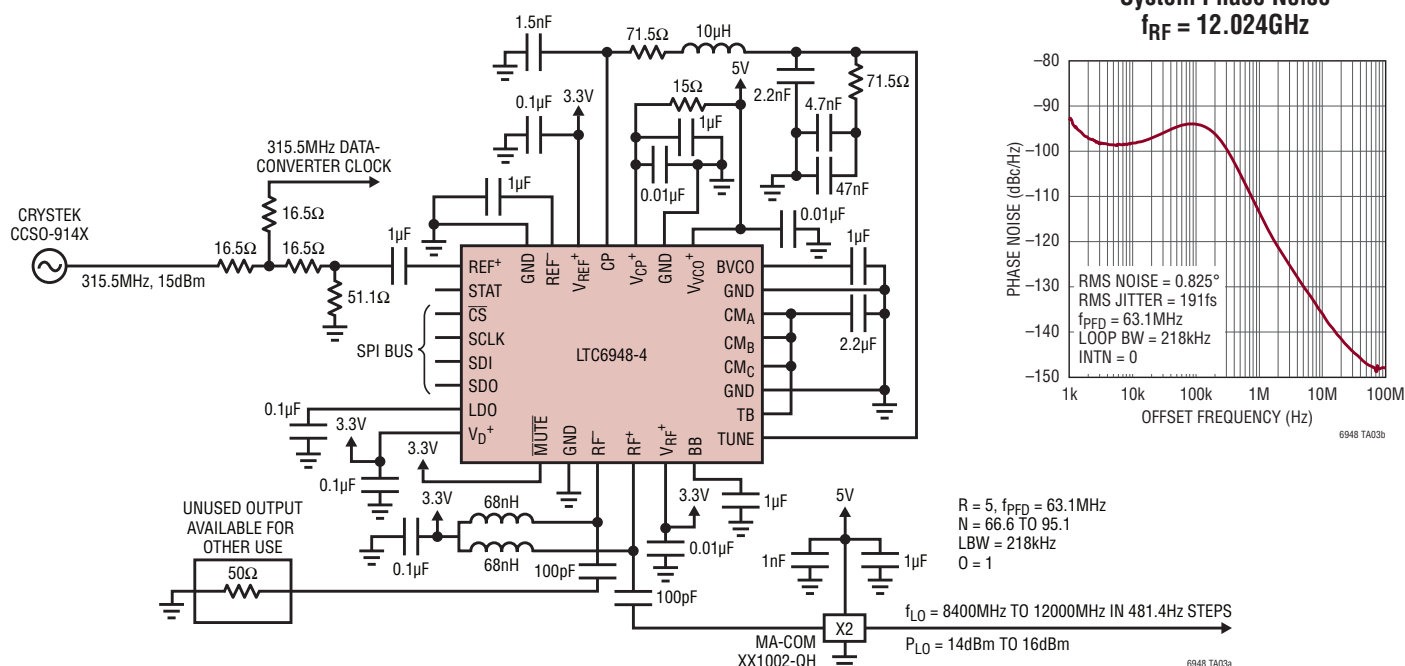 System Phase Noise
fRF = 12.024GHz
1.5nF
71.5Ω
10µH
5V
2.2nF
71.5Ω
4.7nF
47nF
0.1µF
3.3V
15Ω
1µF
0.01µF
0.01µF
315.5MHz DATA-
CONVERTER CLOCK
1µF
CRYSTEK
CCSO-914X
16.5Ω
16.5Ω
16.5Ω
1µF
315.5MHz, 15dBm
51.1Ω
1µF
2.2µF
REF+
GND
REF–
VREF+
CP
VCP+
GND
VVCO+
BVCO
STAT
GND
CS
CMA
SPI BUS
SCLK
CMB
LTC6948-4
SDI
CMC
SDO
GND
LDO
TB
VD+
MUTE
GND
RF–
RF+
VRF+
BB
TUNE
0.1µF
3.3V
3.3V
0.1µF
3.3V
68nH
68nH
0.1µF
100pF
100pF
3.3V
0.01µF
1µF
UNUSED OUTPUT
AVAILABLE FOR
OTHER USE
50Ω
5V
1nF
1µF
X2
MA-COM
XX1002-QH
R = 5, fPFD = 63.1MHz
N = 66.6 TO 95.1
LBW = 218kHz
O = 1
fLO = 8400MHz TO 12000MHz IN 481.4Hz STEPS
PLO = 14dBm TO 16dBm
6948 TA03a
PHASE NOISE (dBc/Hz)
–80
–90
–100
–110
–120
–130
–140
–150
RMS NOISE = 0.825°
RMS JITTER = 191fs
fPFD = 63.1MHz
LOOP BW = 218kHz
INTN = 0
1k
10k
100k
1M
10M
100M
OFFSET FREQUENCY (Hz)
6948 TA03b